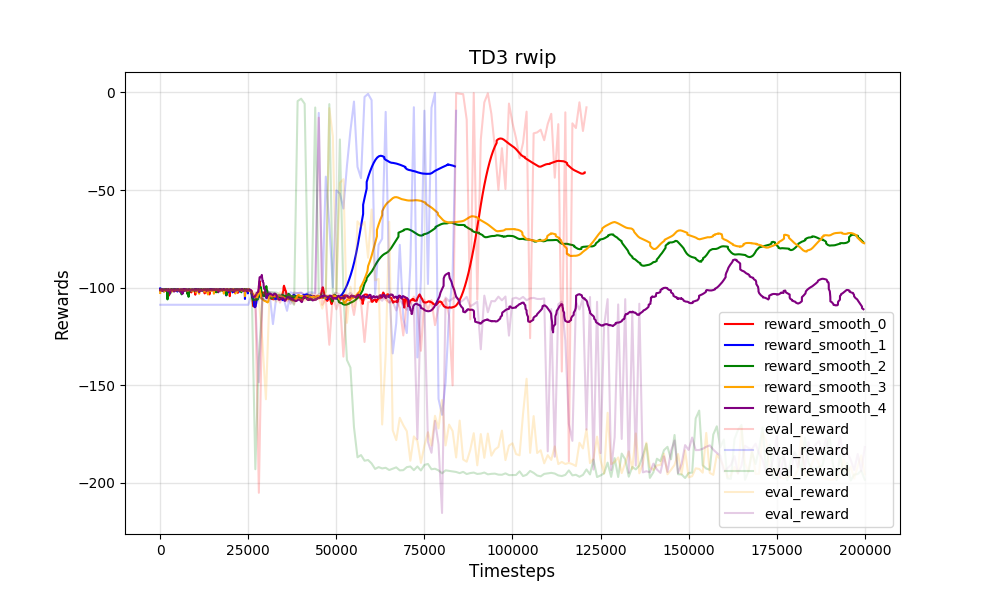 TD3 rwip
Rewards
0
−50
−100
−150
−200
reward_smooth_0
reward_smooth_1
reward_smooth_2
reward_smooth_3
reward_smooth_4
eval_reward
eval_reward
eval_reward
eval_reward
eval_reward
0 25000 50000 75000 100000 125000 150000 175000 200000
Timesteps